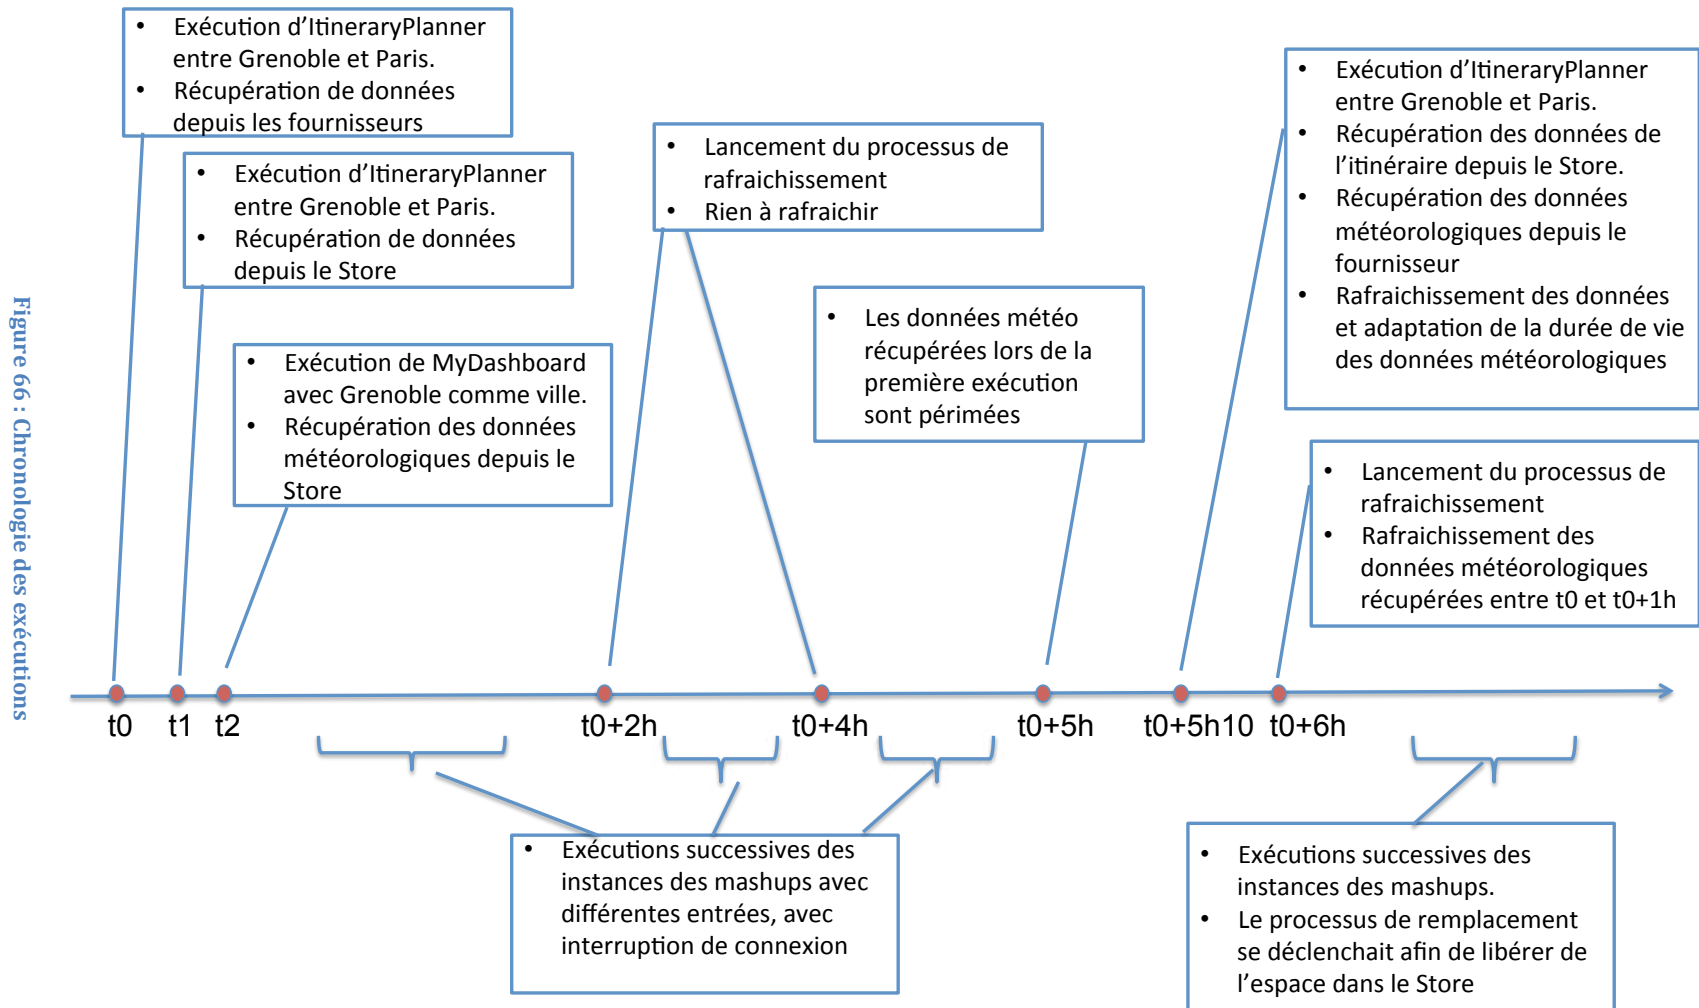 • Exécution d’ItineraryPlanner
entre Grenoble et Paris.
• Récupération de données
depuis les fournisseurs
• Exécution d’ItineraryPlanner
entre Grenoble et Paris.
• Récupération de données
depuis le Store
• Exécution de MyDashboard
avec Grenoble comme ville.
• Récupération des données
météorologiques depuis le
Store
• Lancement du processus de
rafraichissement
• Rien à rafraichir
• Les données météo
récupérées lors de la
première exécution
sont périmées
• Exécution d’ItineraryPlanner
entre Grenoble et Paris.
• Récupération des données de
l’itinéraire depuis le Store.
• Récupération des données
météorologiques depuis le
fournisseur
• Rafraichissement des données
et adaptation de la durée de vie
des données météorologiques
• Lancement du processus de
rafraichissement
• Rafraichissement des
données météorologiques
récupérées entre t0 et t0+1h
t0 t1 t2 t0+2h t0+4h t0+5h t0+5h10 t0+6h
• Exécutions successives des
instances des mashups avec
différentes entrées, avec
interruption de connexion
• Exécutions successives des
instances des mashups.
• Le processus de remplacement
se déclenchait afin de libérer de
l’espace dans le Store
Figure 66 : Chronologie des exécutions